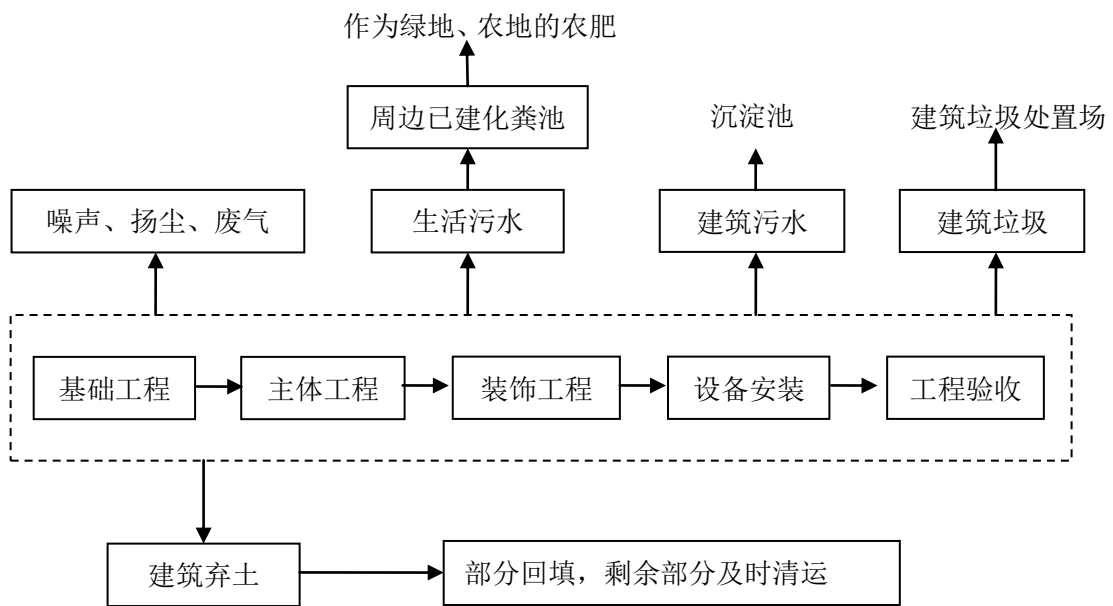 作为绿地、农地的农肥
周边已建化粪池
沉淀池
建筑垃圾处置场
噪声、扬尘、废气
生活污水
建筑污水
建筑垃圾
基础工程
主体工程
装饰工程
设备安装
工程验收
建筑弃土
部分回填，剩余部分及时清运